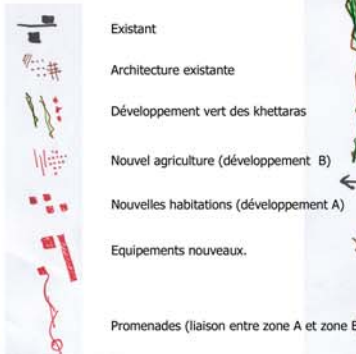 Existant
Architecture existante
Développement vert des khettaras
Nouvel agriculture (développement B)
Nouvelles habitations (développement A)
Equipements nouveaux.
Promenades (liaison entre zone A et zone B